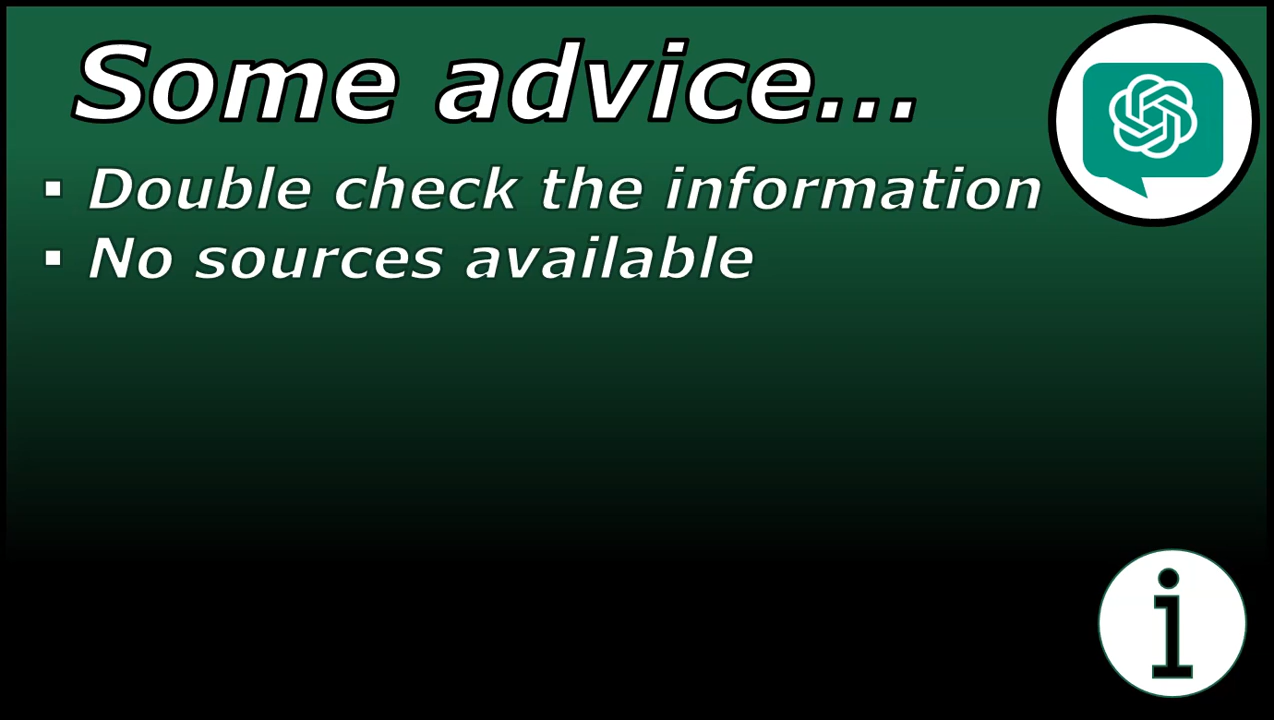 Some advice...
▪ Double check the information
▪ No sources available
i